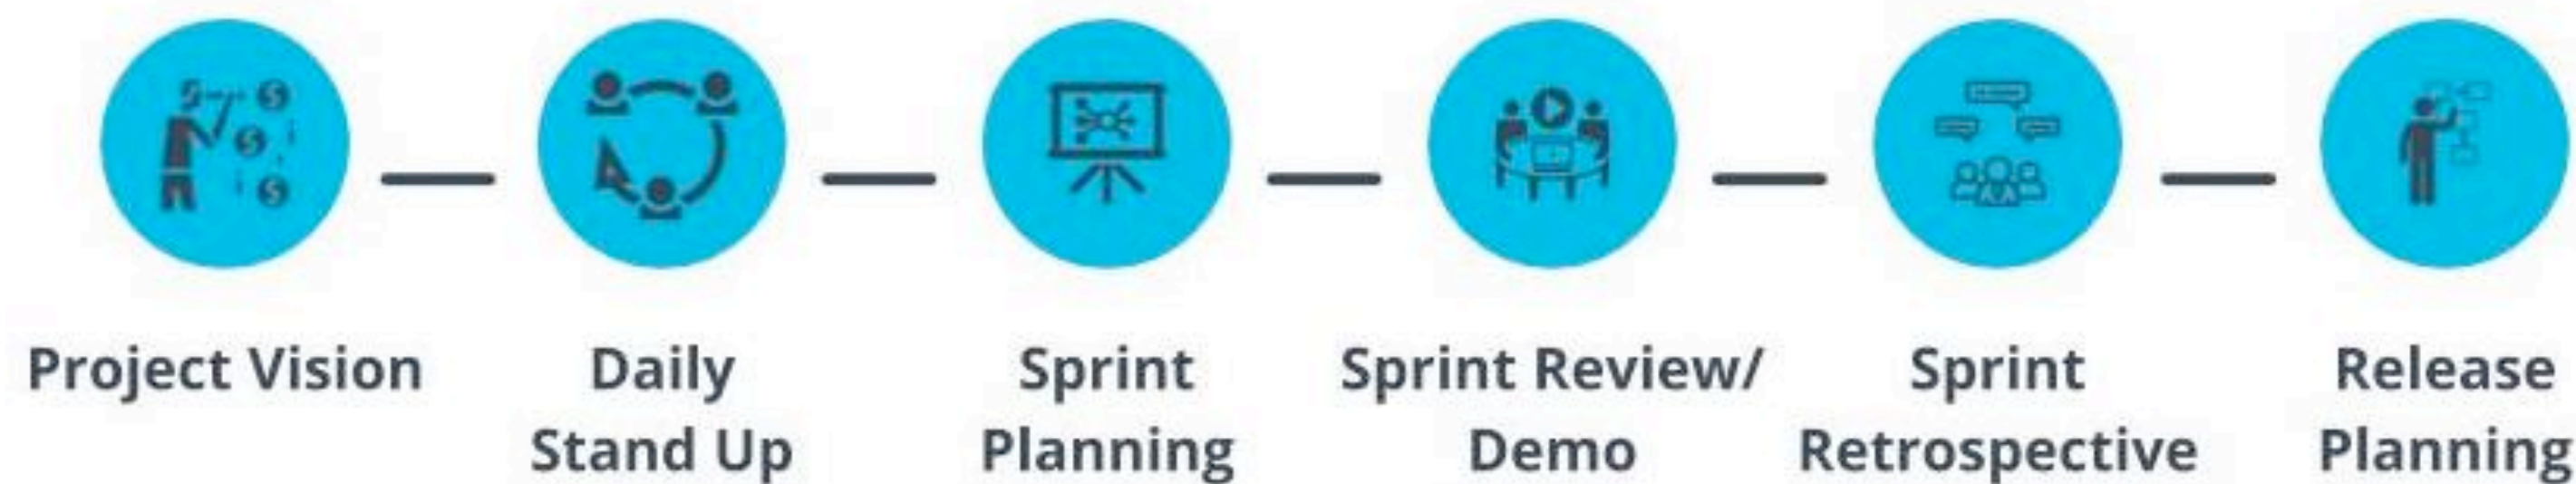 Project Vision
Daily
Stand Up
Sprint
Planning
Sprint Review/
Demo
Sprint
Retrospective
Release
Planning